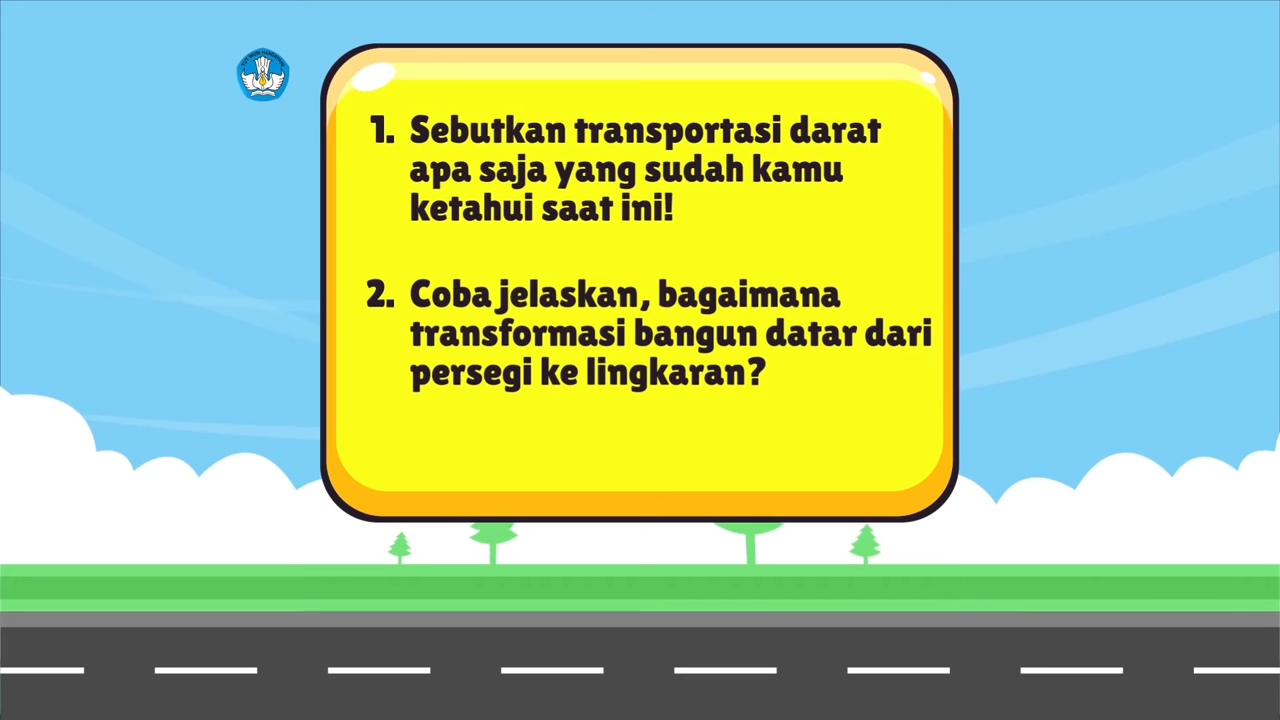 1. Sebutkan transportasi darat
apa saja yang sudah kamu
ketahui saat ini!
2. Coba jelaskan, bagaimana
transformasi bangun datar dari
persegi ke lingkaran?